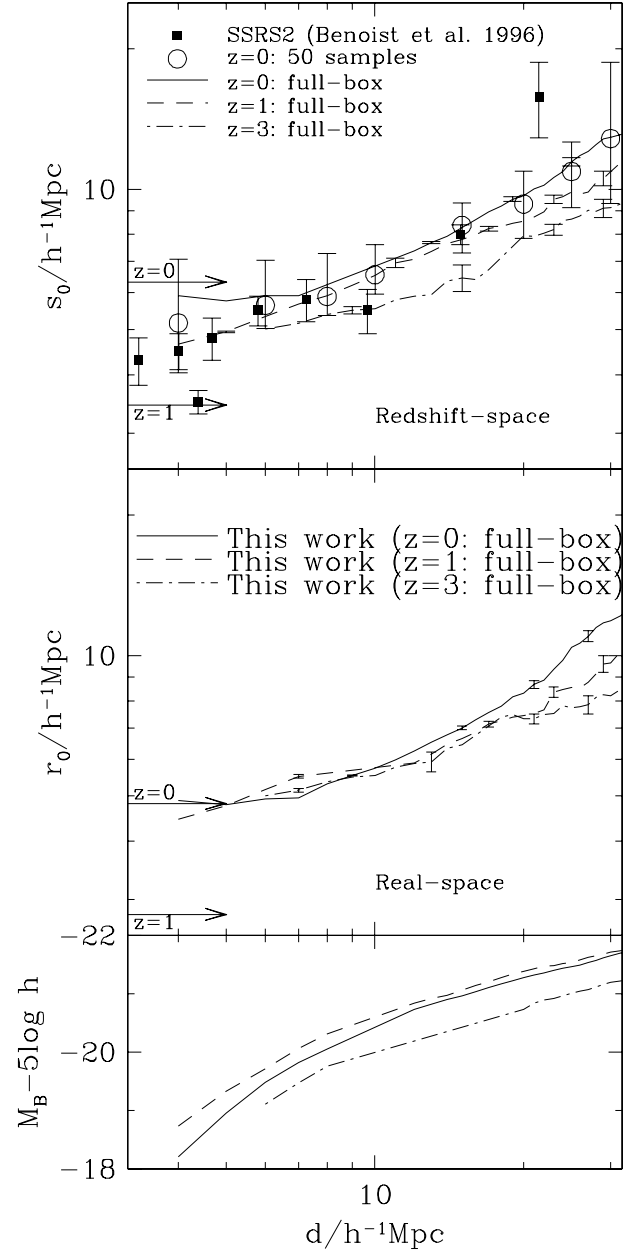 SSRS2 (Benoist et al. 1996)
z=0: 50 samples
z=0: full-box
z=1: full-box
z=3: full-box
10
s₀/h⁻¹Mpc
z=0
z=1
Redshift-space
This work (z=0: full-box)
This work (z=1: full-box)
This work (z=3: full-box)
10
r₀/h⁻¹Mpc
z=0
z=1
Real-space
−22
−20
−18
M_B−5log h
10
d/h⁻¹Mpc